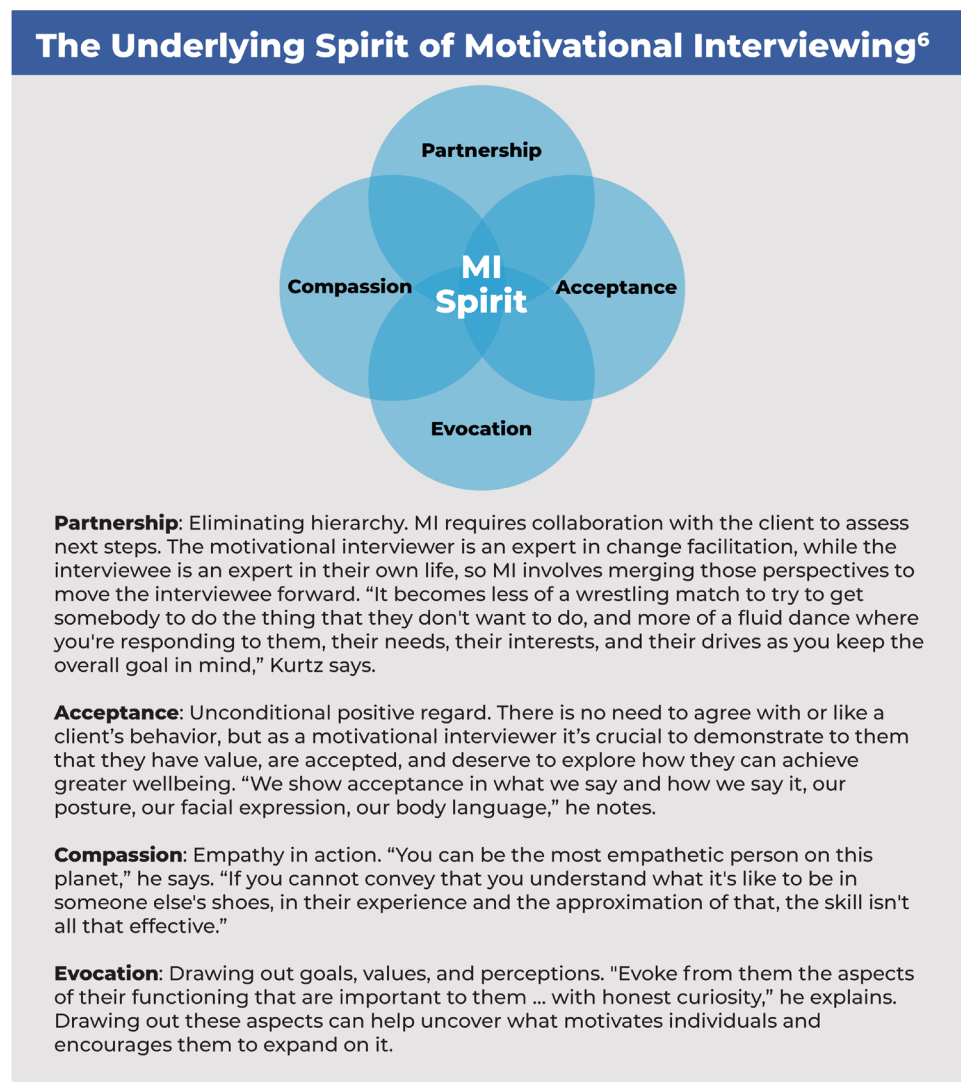 The Underlying Spirit of Motivational Interviewing⁶
Partnership
Compassion
MI
Spirit
Acceptance
Evocation
Partnership: Eliminating hierarchy. MI requires collaboration with the client to assess
next steps. The motivational interviewer is an expert in change facilitation, while the
interviewee is an expert in their own life, so MI involves merging those perspectives to
move the interviewee forward. “It becomes less of a wrestling match to try to get
somebody to do the thing that they don't want to do, and more of a fluid dance where
you're responding to them, their needs, their interests, and their drives as you keep the
overall goal in mind,” Kurtz says.
Acceptance: Unconditional positive regard. There is no need to agree with or like a
client’s behavior, but as a motivational interviewer it’s crucial to demonstrate to them
that they have value, are accepted, and deserve to explore how they can achieve
greater wellbeing. “We show acceptance in what we say and how we say it, our
posture, our facial expression, our body language,” he notes.
Compassion: Empathy in action. “You can be the most empathetic person on this
planet,” he says. “If you cannot convey that you understand what it's like to be in
someone else's shoes, in their experience and the approximation of that, the skill isn't
all that effective.”
Evocation: Drawing out goals, values, and perceptions. "Evoke from them the aspects
of their functioning that are important to them ... with honest curiosity,” he explains.
Drawing out these aspects can help uncover what motivates individuals and
encourages them to expand on it.